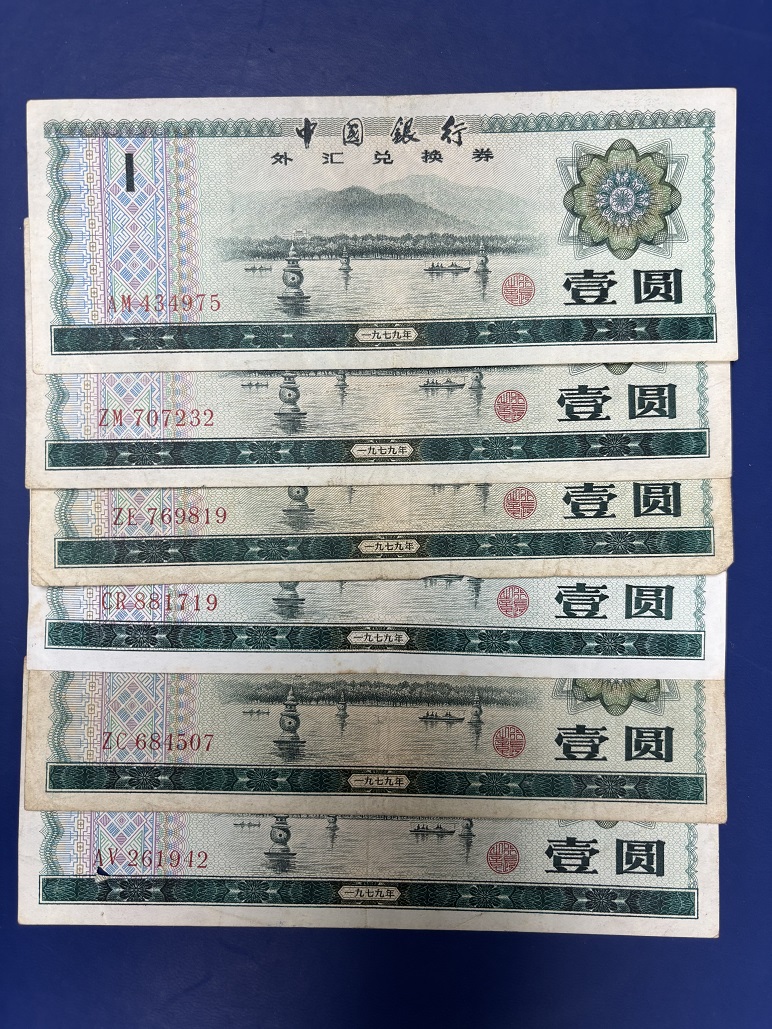 中国银行
外汇兑换券
1
AM 434975
壹圆
一九七九年
ZM 707232
壹圆
一九七九年
ZE 769819
壹圆
一九七九年
CR 881719
壹圆
一九七九年
ZC 684507
壹圆
一九七九年
AV 261942
壹圆
一九七九年